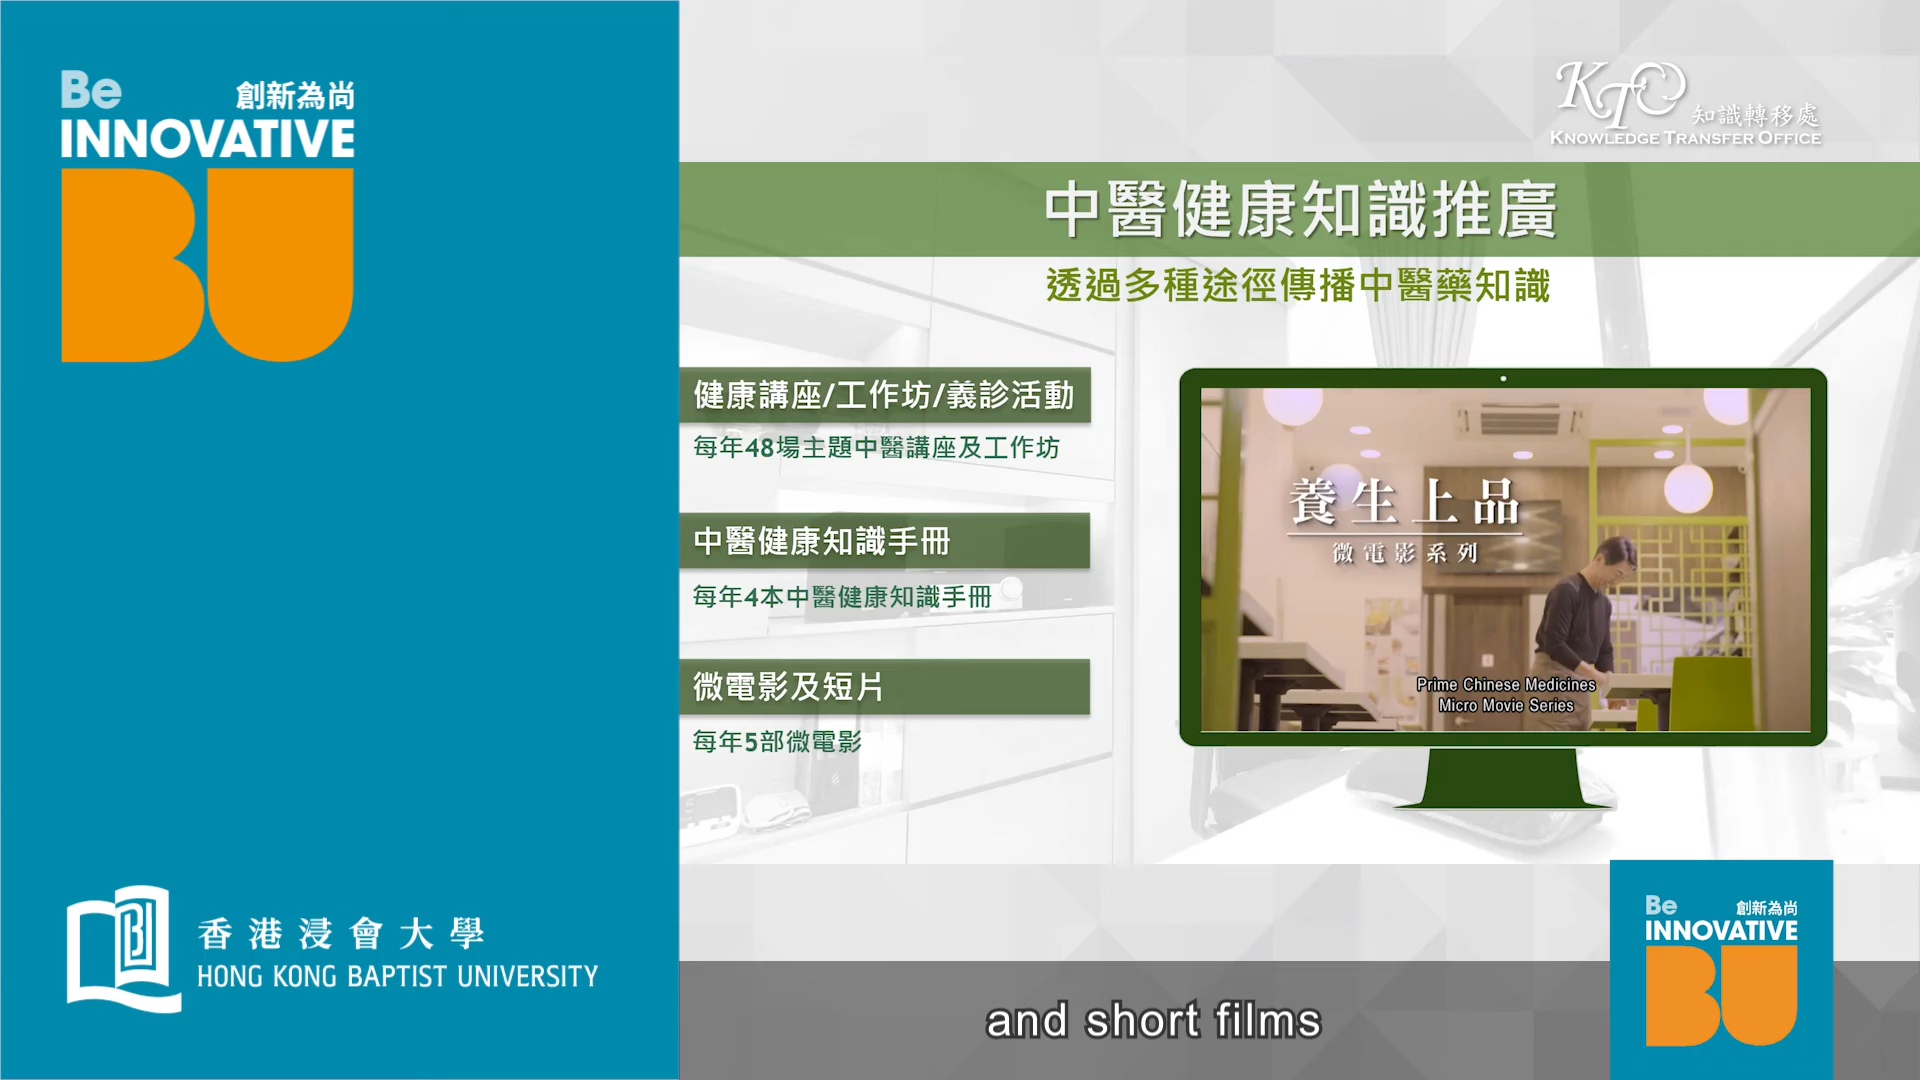 Be
創新為尚
INNOVATIVE
BU
香港浸會大學
HONG KONG BAPTIST UNIVERSITY
KTO
知識轉移處
KNOWLEDGE TRANSFER OFFICE
中醫健康知識推廣
透過多種途徑傳播中醫藥知識
健康講座/工作坊/義診活動
每年48場主題中醫講座及工作坊
中醫健康知識手冊
每年4本中醫健康知識手冊
微電影及短片
每年5部微電影
養生上品
微電影系列
Prime Chinese Medicines
Micro Movie Series
and short films
Be
創新為尚
INNOVATIVE
BU